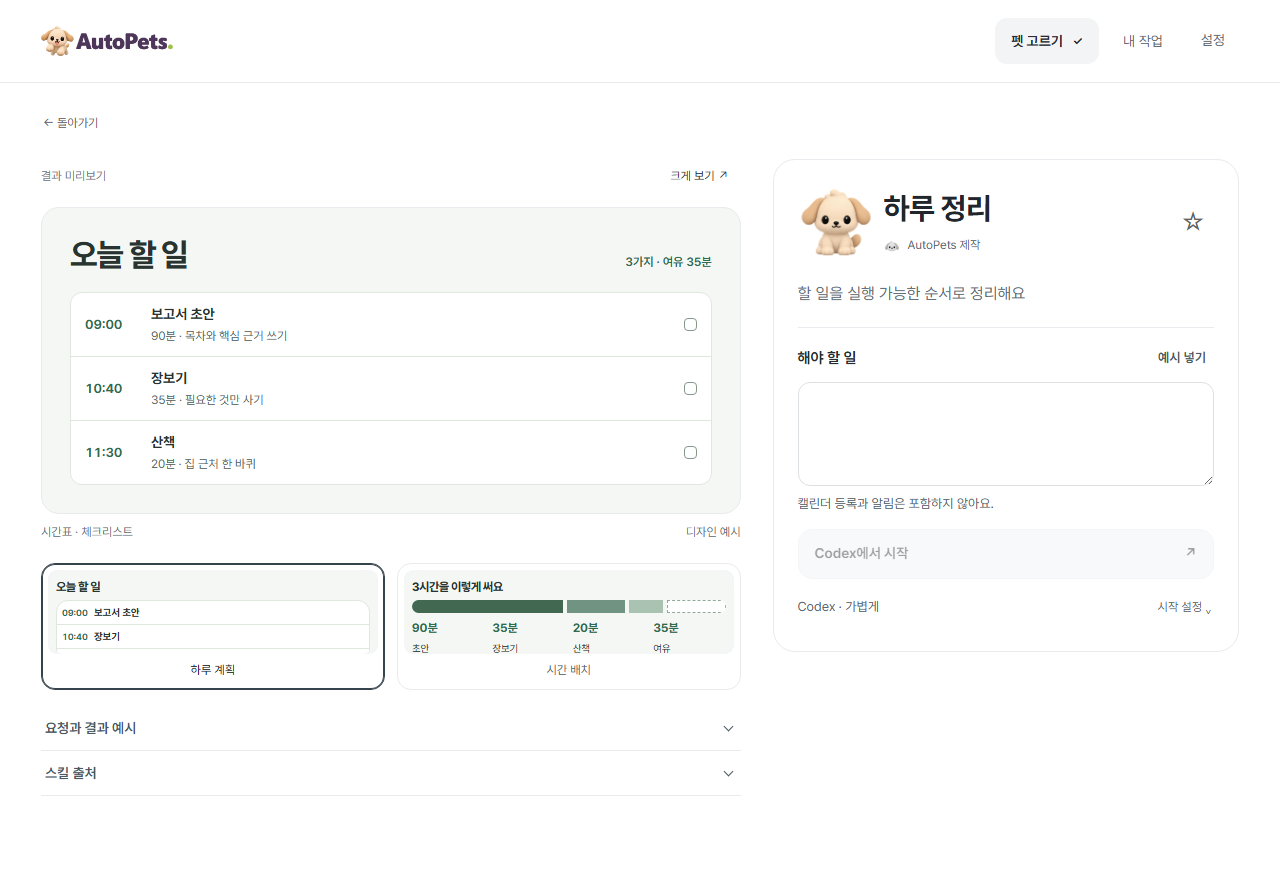 AutoPets.
펫 고르기 ✓
내 작업
설정
← 돌아가기
결과 미리보기
크게 보기 ↗
오늘 할 일
3가지 · 여유 35분
09:00
보고서 초안
90분 · 목차와 핵심 근거 쓰기
10:40
장보기
35분 · 필요한 것만 사기
11:30
산책
20분 · 집 근처 한 바퀴
시간표 · 체크리스트
디자인 예시
오늘 할 일
09:00 보고서 초안
10:40 장보기
하루 계획
3시간을 이렇게 써요
90분 35분 20분 35분
초안 장보기 산책 여유
시간 배치
요청과 결과 예시
스킬 출처
하루 정리
AutoPets 제작
할 일을 실행 가능한 순서로 정리해요
해야 할 일
예시 넣기
캘린더 등록과 알림은 포함하지 않아요.
Codex에서 시작 ↗
Codex · 가볍게
시작 설정